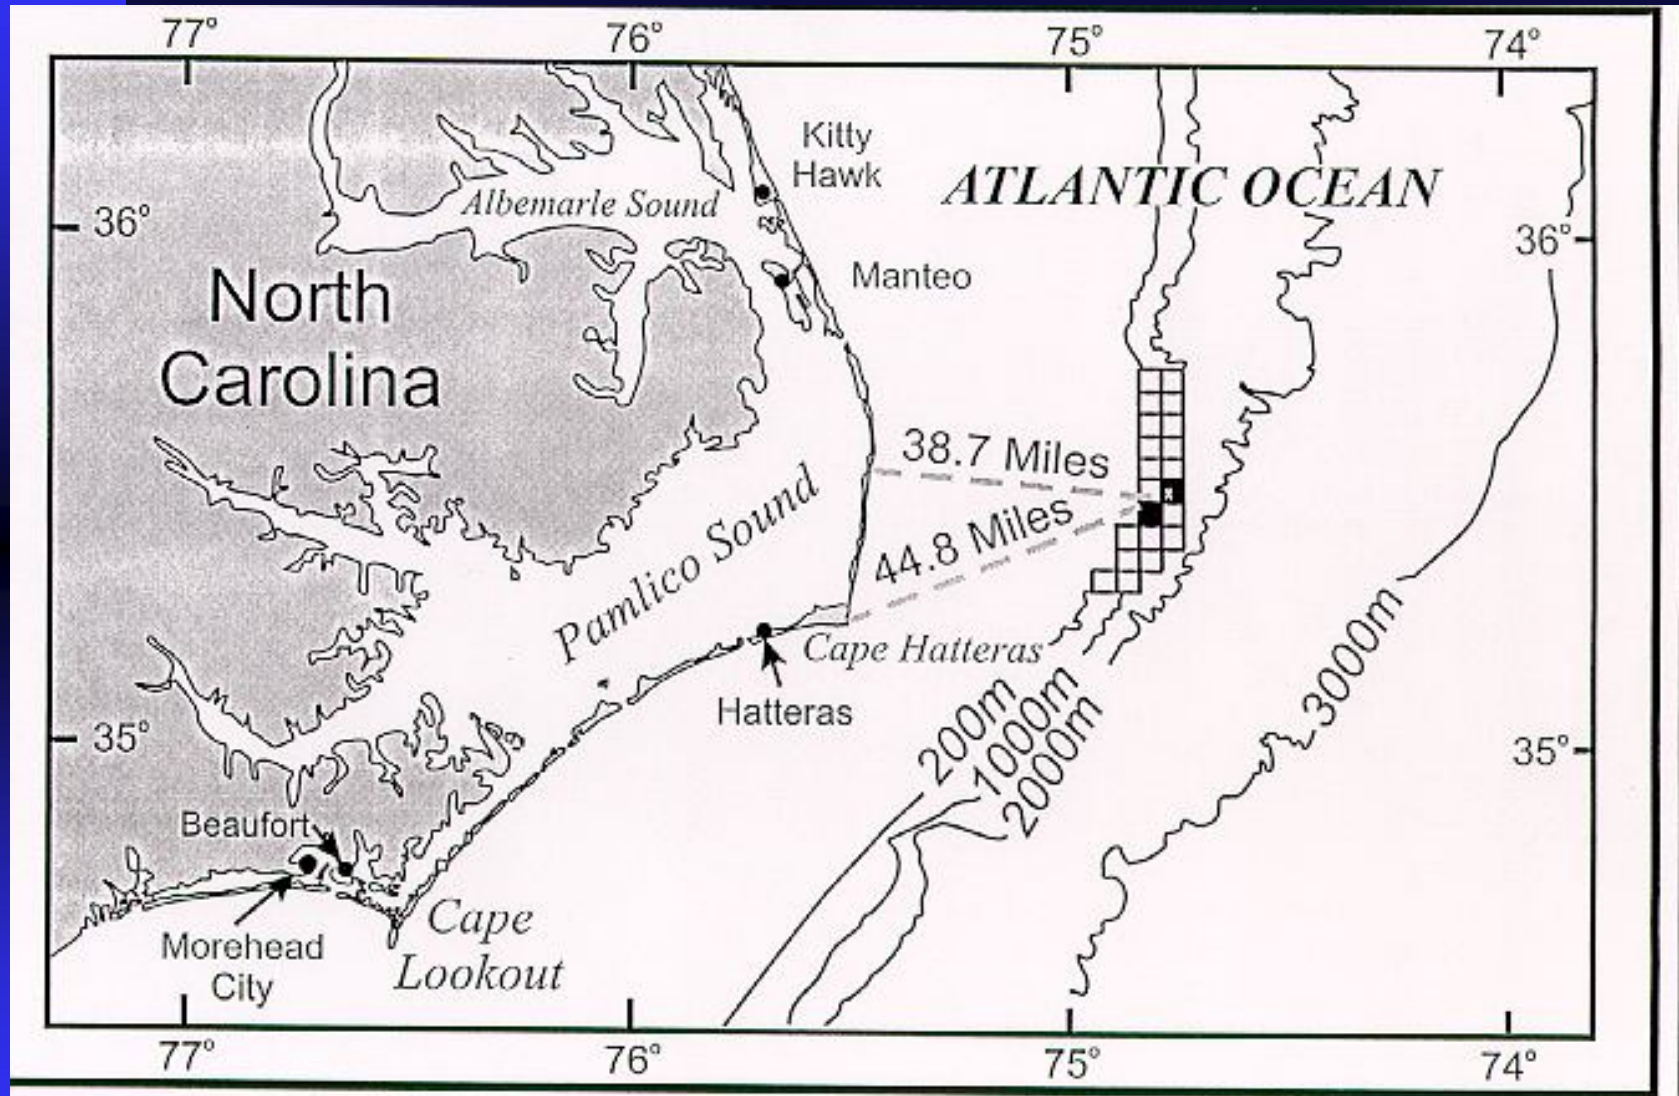 77°
76°
75°
74°
Kitty
Hawk
ATLANTIC OCEAN
Albemarle Sound
36°
36°
North
Carolina
Manteo
38.7 Miles
44.8 Miles
Pamlico Sound
Cape Hatteras
Hatteras
200m
1000m
2000m
3000m
35°
35°
Beaufort
Morehead
City
Cape
Lookout
77°
76°
75°
74°